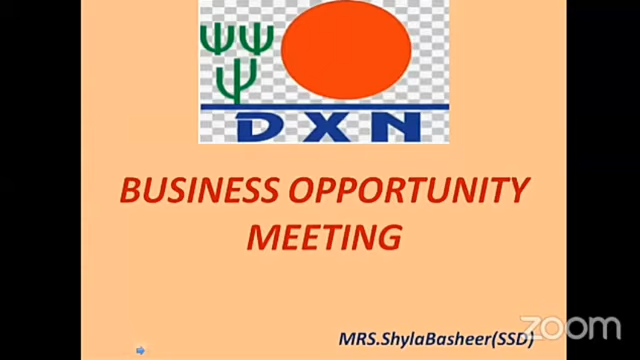 DXN
BUSINESS OPPORTUNITY
MEETING
MRS.ShylaBasheer(SSD)
zoom